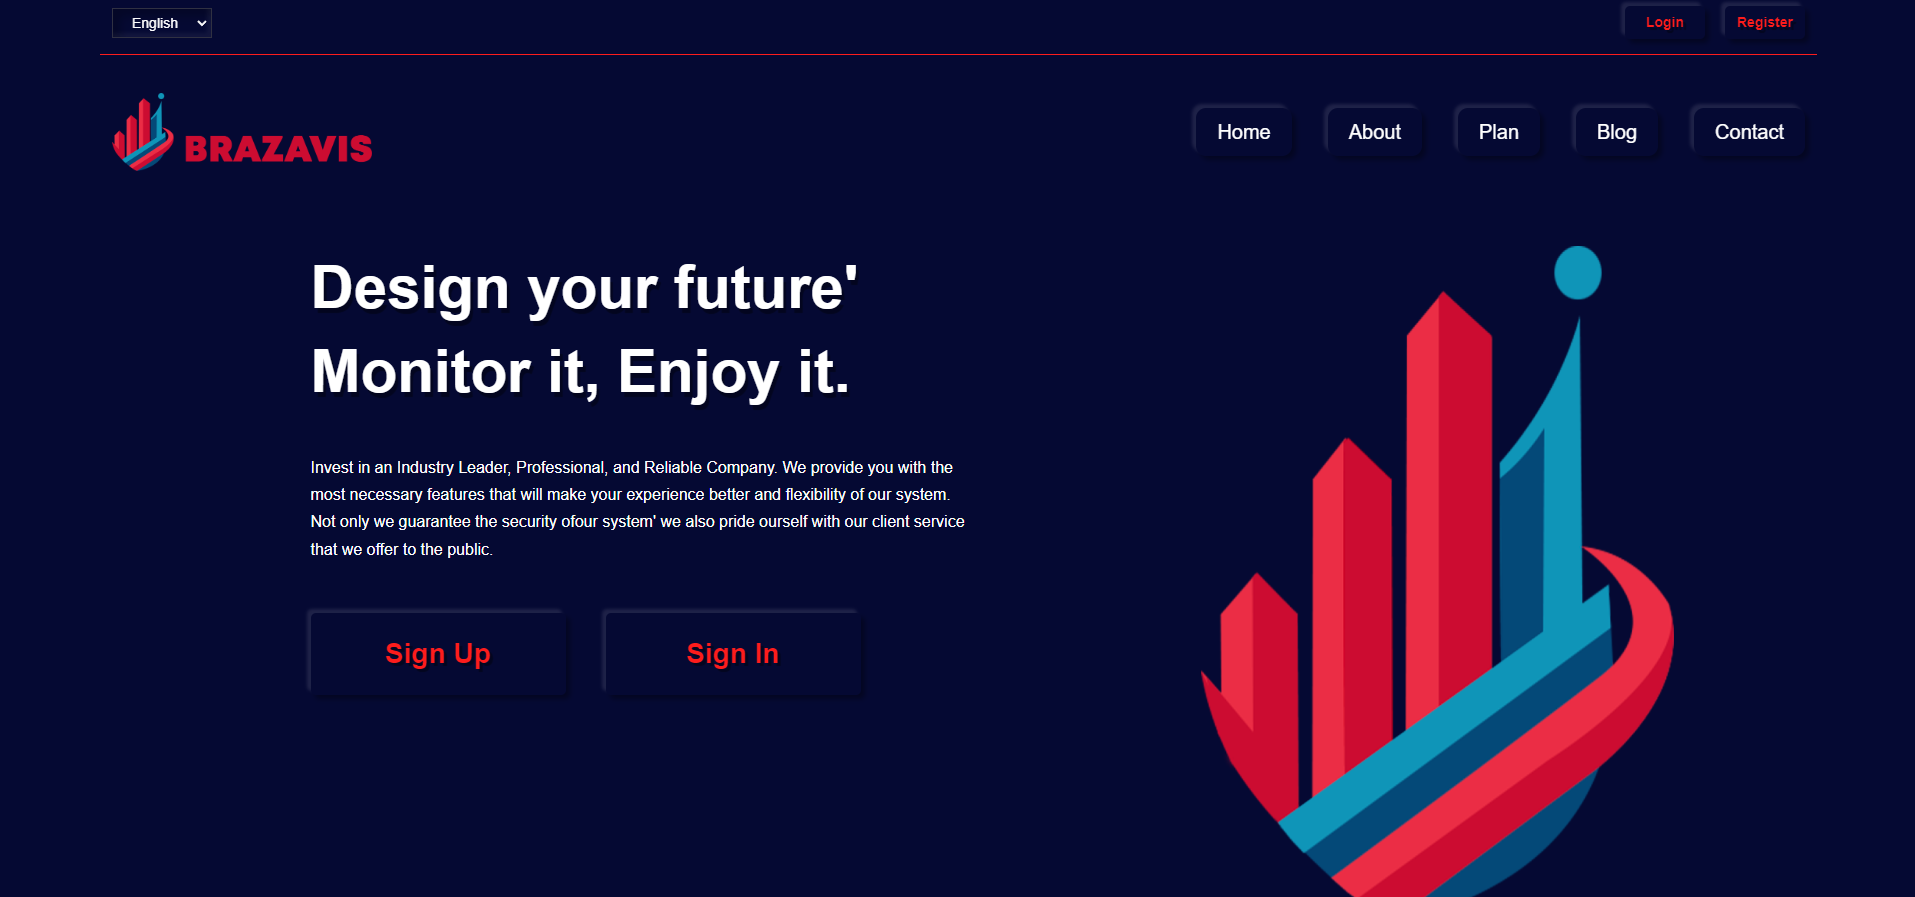 English
Login
Register
BRAZAVIS
Home
About
Plan
Blog
Contact
Design your future'
Monitor it, Enjoy it.
Invest in an Industry Leader, Professional, and Reliable Company. We provide you with the
most necessary features that will make your experience better and flexibility of our system.
Not only we guarantee the security ofour system' we also pride ourself with our client service
that we offer to the public.
Sign Up
Sign In